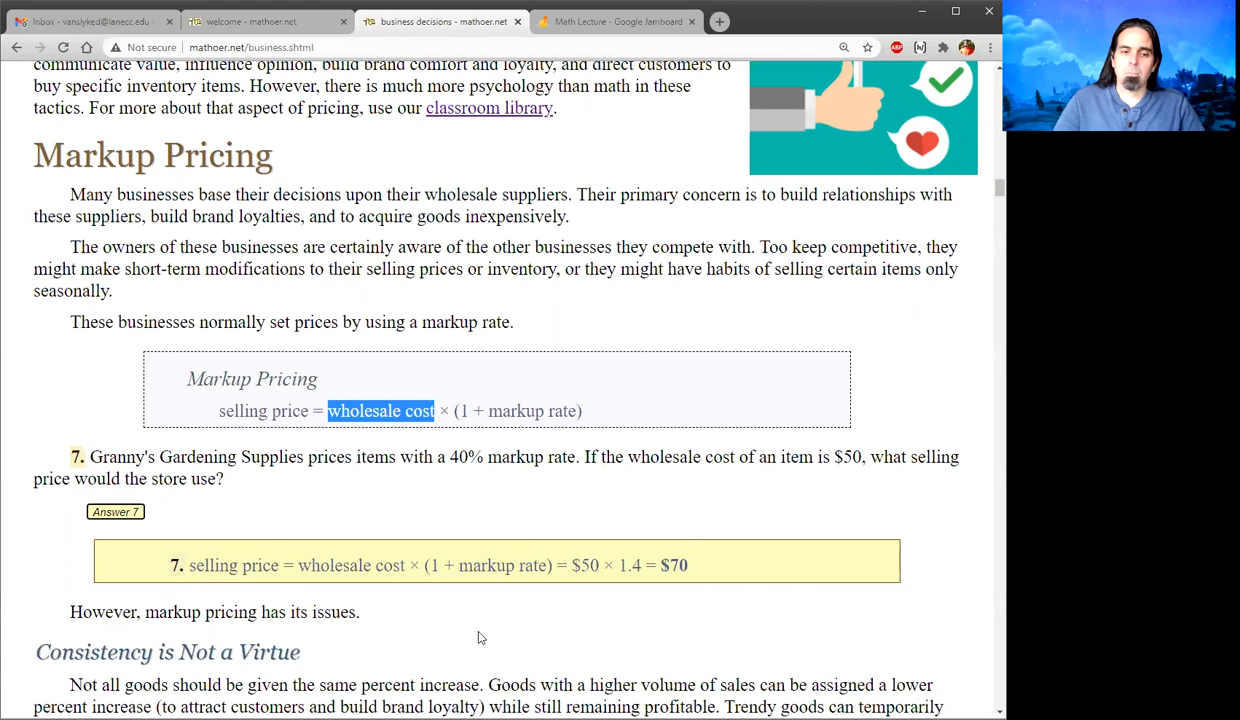 Inbox - vanslyked@lanecc.edu -
welcome - mathoer.net
business decisions - mathoer.net
Math Lecture - Google Jamboard
Not secure | mathoer.net/business.shtml
ABP
communicate value, influence opinion, build brand comfort and loyalty, and direct customers to
buy specific inventory items. However, there is much more psychology than math in these
tactics. For more about that aspect of pricing, use our classroom library.
Markup Pricing
Many businesses base their decisions upon their wholesale suppliers. Their primary concern is to build relationships with
these suppliers, build brand loyalties, and to acquire goods inexpensively.
The owners of these businesses are certainly aware of the other businesses they compete with. Too keep competitive, they
might make short-term modifications to their selling prices or inventory, or they might have habits of selling certain items only
seasonally.
These businesses normally set prices by using a markup rate.
Markup Pricing
selling price = wholesale cost × (1 + markup rate)
7. Granny's Gardening Supplies prices items with a 40% markup rate. If the wholesale cost of an item is $50, what selling
price would the store use?
Answer 7
7. selling price = wholesale cost × (1 + markup rate) = $50 × 1.4 = $70
However, markup pricing has its issues.
Consistency is Not a Virtue
Not all goods should be given the same percent increase. Goods with a higher volume of sales can be assigned a lower
percent increase (to attract customers and build brand loyalty) while still remaining profitable. Trendy goods can temporarily